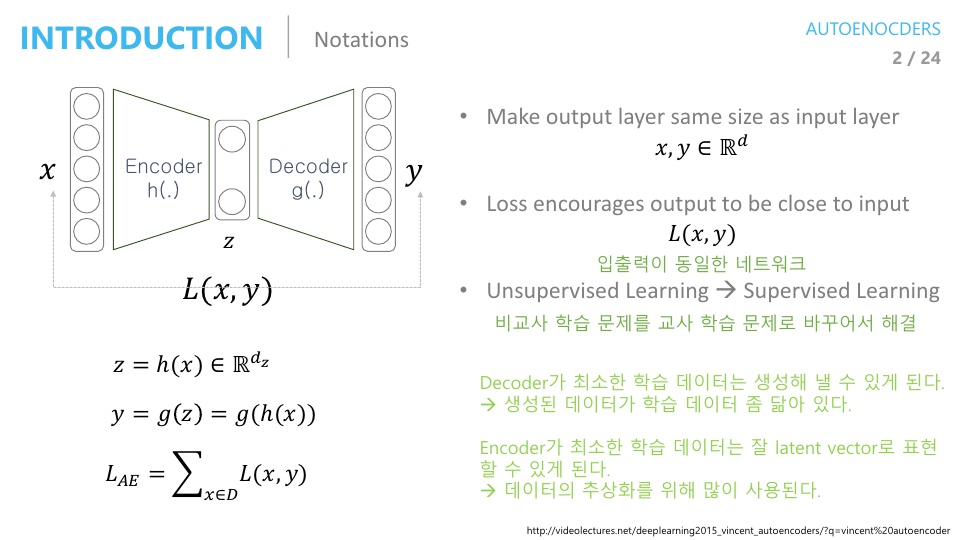 INTRODUCTION
Notations
AUTOENOCDERS
2 / 24
x
Encoder
h(.)
z
Decoder
g(.)
y
L(x, y)
z = h(x) ∈ ℝ^{d_z}
y = g(z) = g(h(x))
L_{AE} = ∑_{x∈D} L(x, y)
• Make output layer same size as input layer
x, y ∈ ℝ^d
• Loss encourages output to be close to input
L(x, y)
입출력이 동일한 네트워크
• Unsupervised Learning → Supervised Learning
비교사 학습 문제를 교사 학습 문제로 바꾸어서 해결
Decoder가 최소한 학습 데이터는 생성해 낼 수 있게 된다.
→ 생성된 데이터가 학습 데이터 좀 닮아 있다.
Encoder가 최소한 학습 데이터는 잘 latent vector로 표현
할 수 있게 된다.
→ 데이터의 추상화를 위해 많이 사용된다.
http://videolectures.net/deeplearning2015_vincent_autoencoders/?q=vincent%20autoencoder